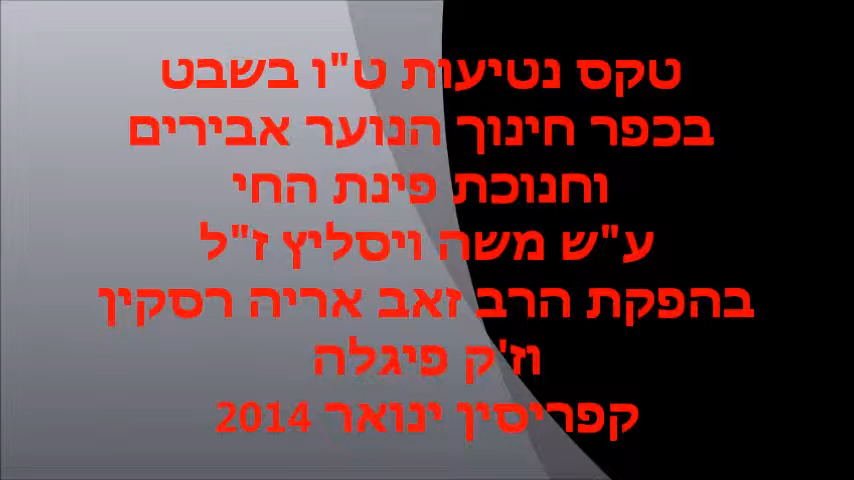 טקס נטיעות ט"ו בשבט
בכפר חינוך הנוער אבירים
וחנוכת פינת החי
ע"ש משה ויסליץ ז"ל
בהפקת הרב זאב אריה רסקין
וז'ק פיגלה
קפריסין ינואר 2014